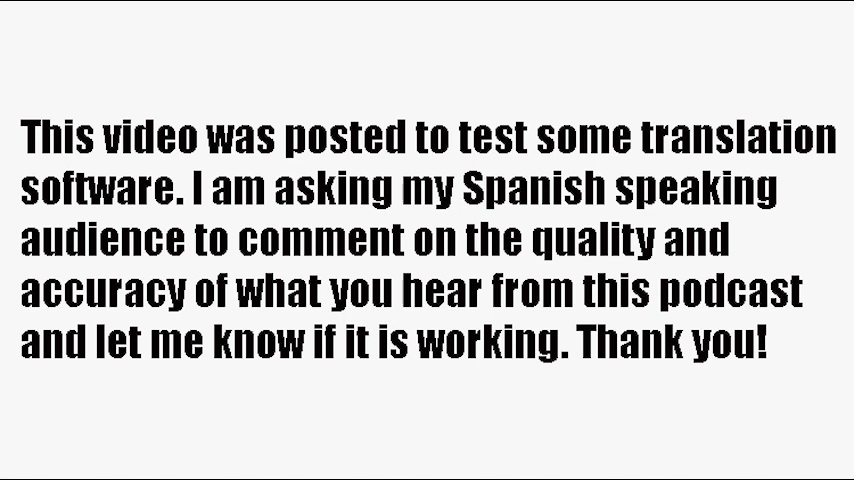 This video was posted to test some translation
software. I am asking my Spanish speaking
audience to comment on the quality and
accuracy of what you hear from this podcast
and let me know if it is working. Thank you!